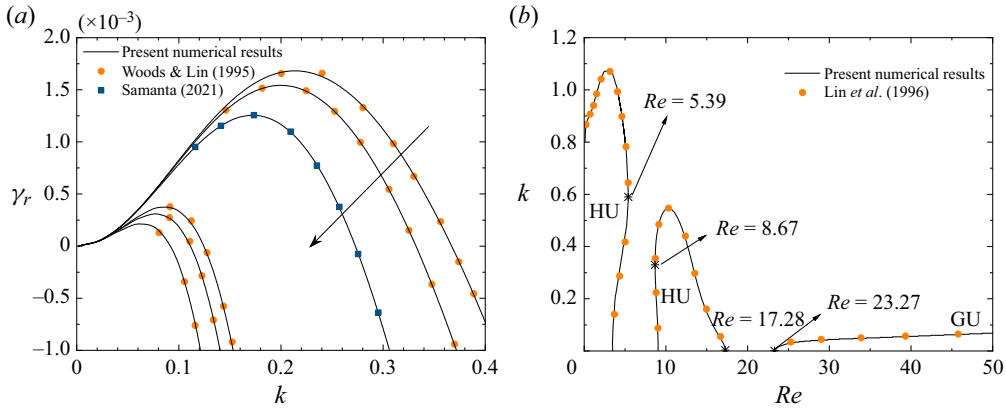 (a)
(×10⁻³)
2.0
1.5
1.0
0.5
0
−0.5
−1.0
γr
Present numerical results
Woods & Lin (1995)
Samanta (2021)
0
0.1
0.2
0.3
0.4
k
(b)
1.2
1.0
0.8
0.6
0.4
0.2
k
Present numerical results
Lin et al. (1996)
Re = 5.39
HU
Re = 8.67
HU
Re = 17.28
Re = 23.27
GU
0
10
20
30
40
50
Re